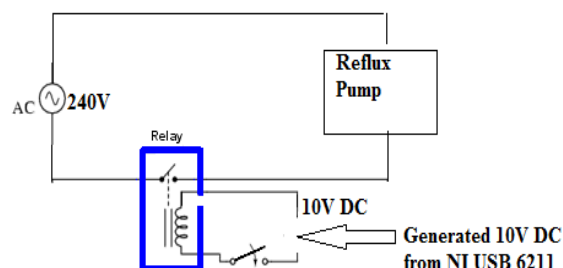 Reflux
Pump
AC 240V
Relay
10V DC
Generated 10V DC
from NI USB 6211